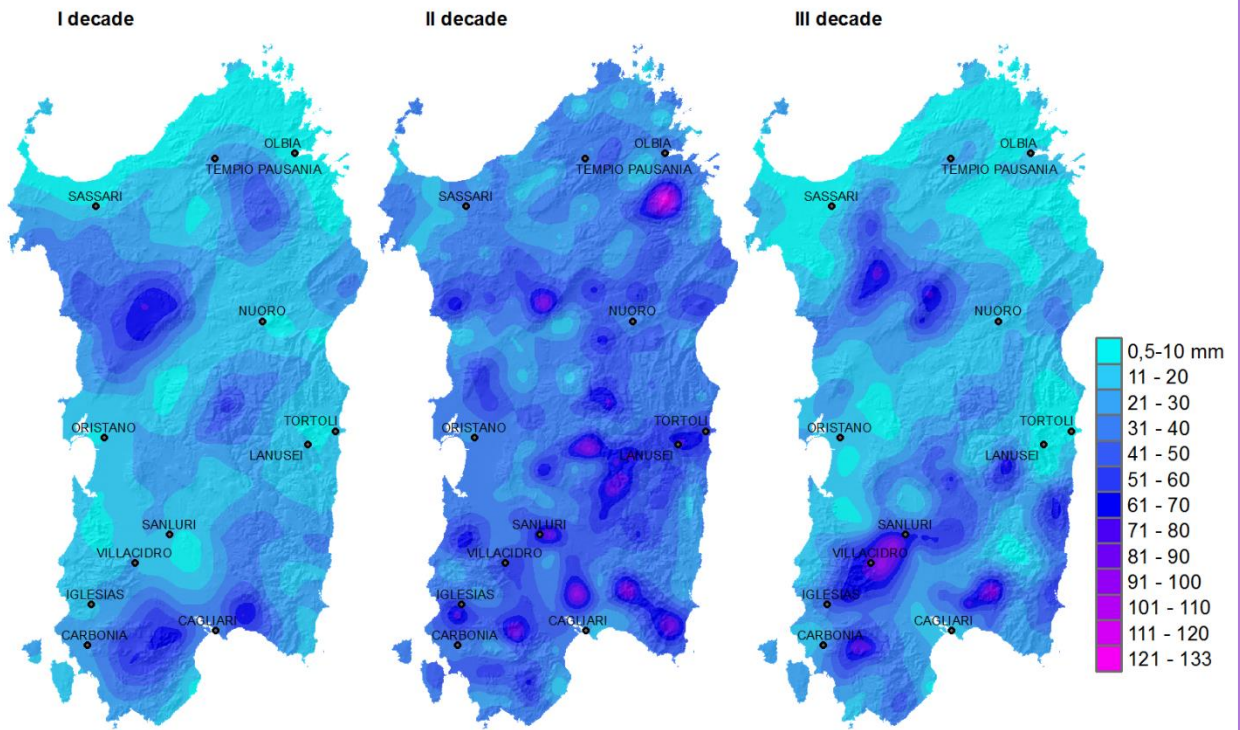 I decade
II decade
III decade
OLBIA
TEMPIO PAUSANIA
SASSARI
NUORO
TORTOLI
ORISTANO
LANUSEI
SANLURI
VILLACIDRO
IGLESIAS
CAGLIARI
CARBONIA
OLBIA
TEMPIO PAUSANIA
SASSARI
NUORO
TORTOLI
ORISTANO
LANUSEI
SANLURI
VILLACIDRO
IGLESIAS
CAGLIARI
CARBONIA
OLBIA
TEMPIO PAUSANIA
SASSARI
NUORO
TORTOLI
ORISTANO
LANUSEI
SANLURI
VILLACIDRO
IGLESIAS
CAGLIARI
CARBONIA
0,5-10 mm
11 - 20
21 - 30
31 - 40
41 - 50
51 - 60
61 - 70
71 - 80
81 - 90
91 - 100
101 - 110
111 - 120
121 - 133